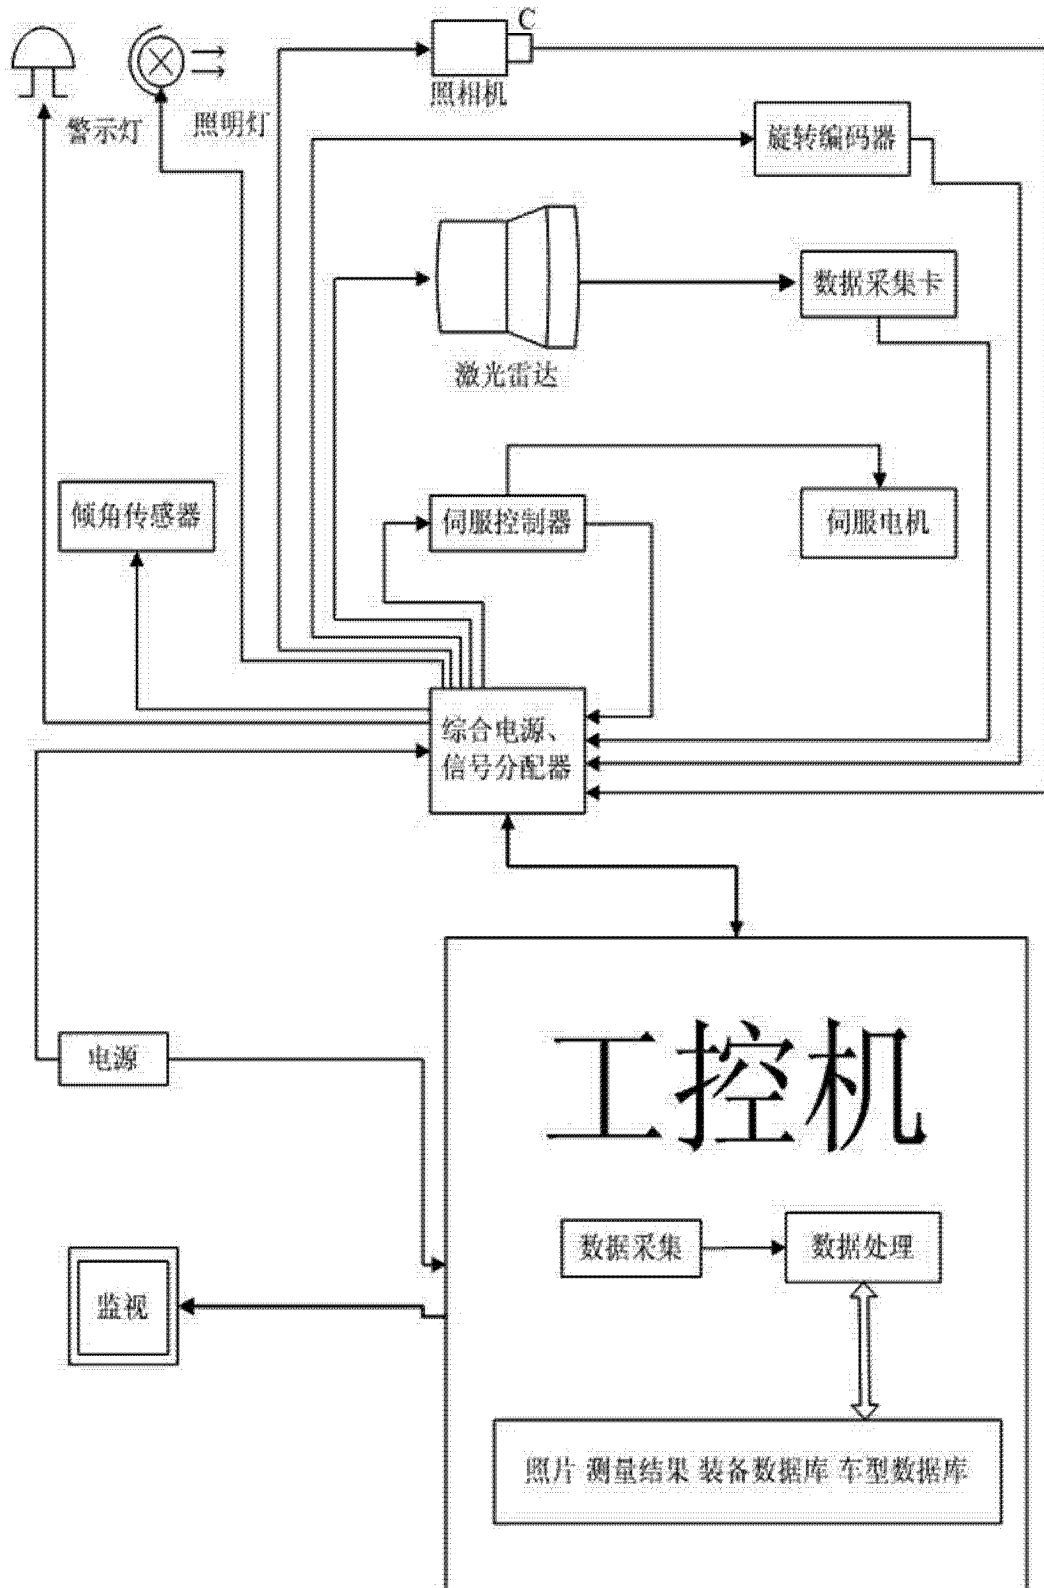 C
照相机
警示灯
照明灯
旋转编码器
数据采集卡
激光雷达
倾角传感器
伺服控制器
伺服电机
综合电源、
信号分配器
工控机
电源
数据采集
数据处理
监视
照片 测量结果 装备数据库 车型数据库